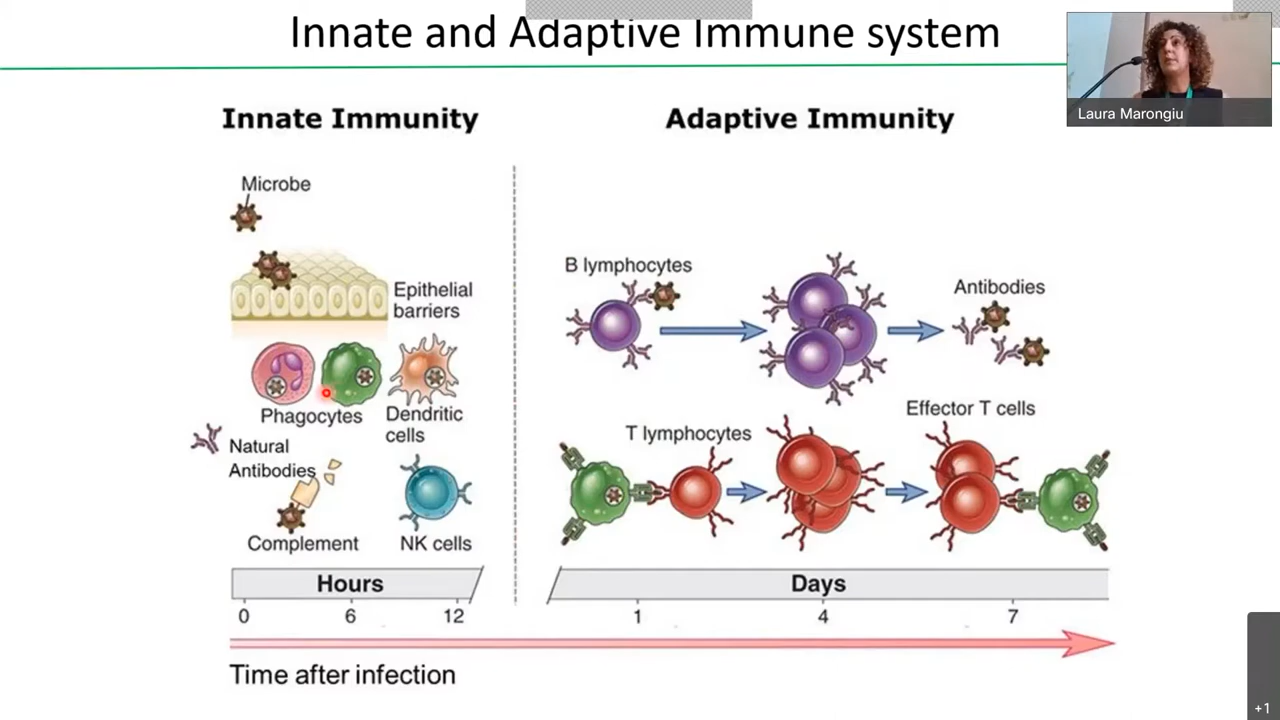 Innate and Adaptive Immune system
Laura Marongiu
Innate Immunity
Adaptive Immunity
Microbe
Epithelial
barriers
Phagocytes
Dendritic
cells
Natural
Antibodies
Complement
NK cells
B lymphocytes
Antibodies
T lymphocytes
Effector T cells
Hours
0 6 12
Days
1 4 7
Time after infection
+1